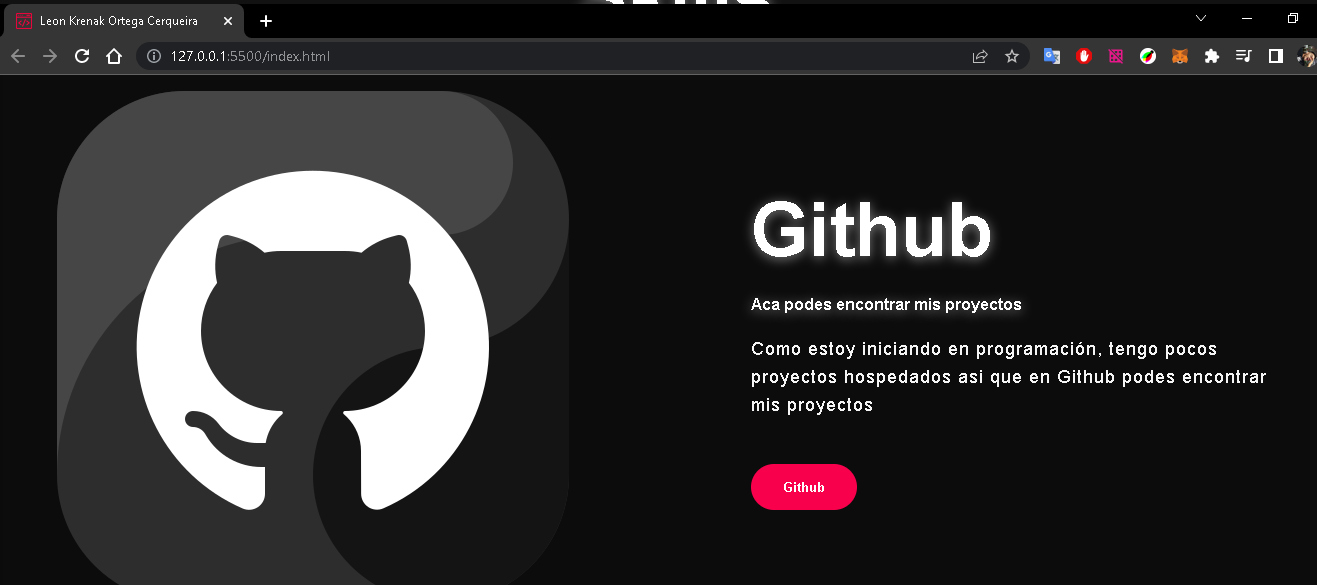 Leon Krenak Ortega Cerqueira
127.0.0.1:5500/index.html
Github
Aca podes encontrar mis proyectos
Como estoy iniciando en programación, tengo pocos
proyectos hospedados asi que en Github podes encontrar
mis proyectos
Github